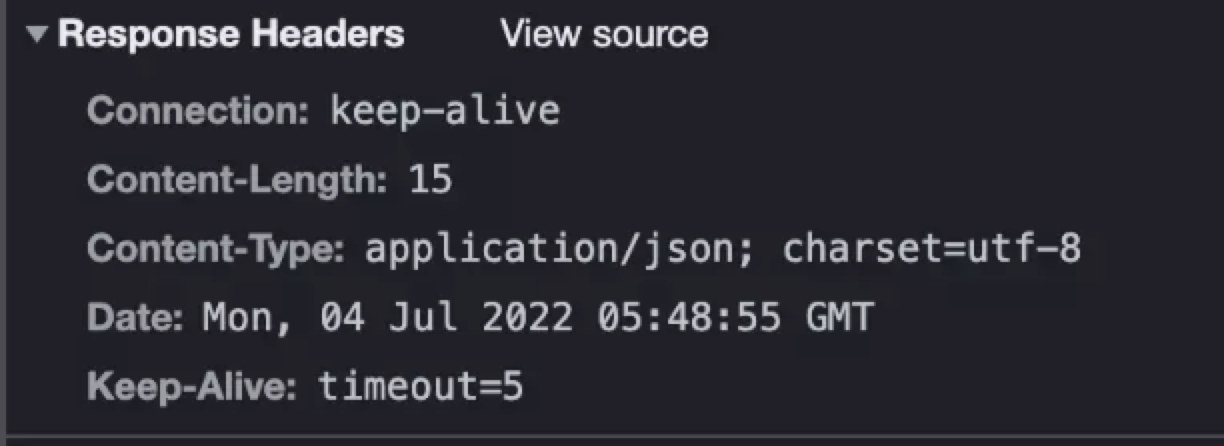 Response Headers View source
Connection: keep-alive
Content-Length: 15
Content-Type: application/json; charset=utf-8
Date: Mon, 04 Jul 2022 05:48:55 GMT
Keep-Alive: timeout=5